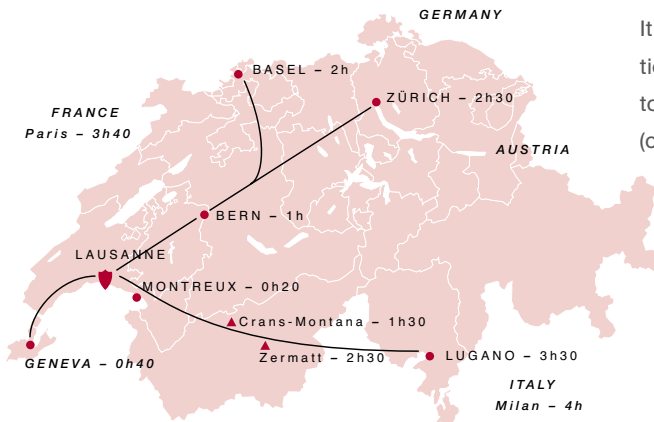 GERMANY
It
BASEL – 2h
ZÜRICH – 2h30
FRANCE
Paris – 3h40
AUSTRIA
BERN – 1h
LAUSANNE
MONTREUX – 0h20
Crans-Montana – 1h30
Zermatt – 2h30
LUGANO – 3h30
GENEVA – 0h40
ITALY
Milan – 4h